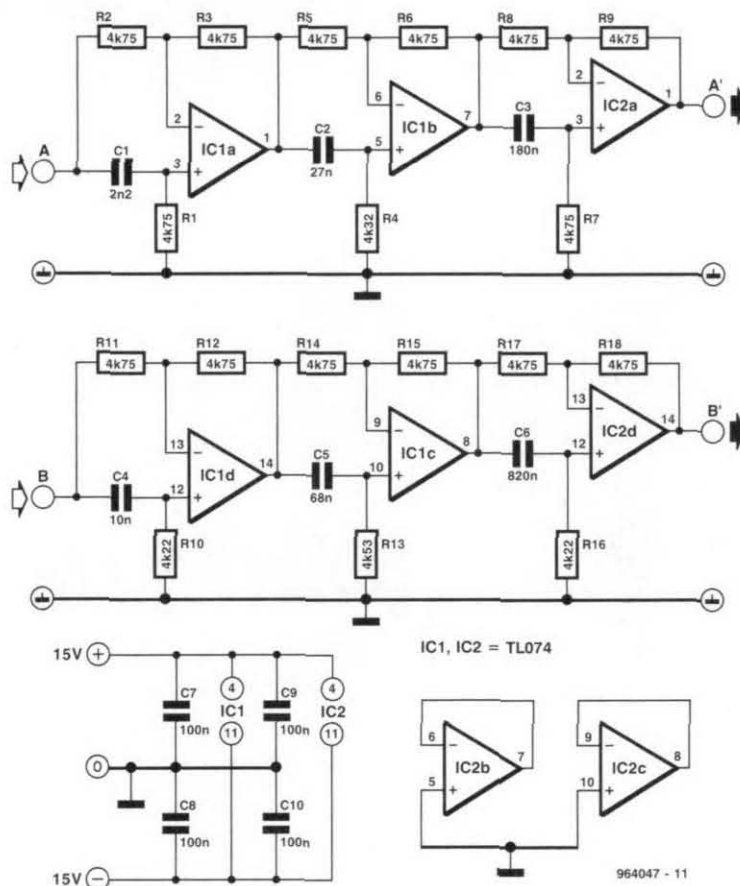 R2 R3 R5 R6 R8 R9
4k75 4k75 4k75 4k75 4k75 4k75
A'
2 − IC1a 1
6 − IC1b 7
2 − IC2a 1
A C1 3 +
2n2
C2 5 +
27n
C3 3 +
180n
4k75 R1
4k32 R4
4k75 R7
R11 R12 R14 R15 R17 R18
4k75 4k75 4k75 4k75 4k75 4k75
B'
13 − IC1d 14
9 − IC1c 8
13 − IC2d 14
B C4 12 +
10n
C5 10 +
68n
C6 12 +
820n
4k22 R10
4k53 R13
4k22 R16
15V +
C7 100n
4 IC1 11
C9 100n
4 IC2 11
0
C8 100n
C10 100n
15V −
IC1, IC2 = TL074
6 − IC2b 7
5 +
9 − IC2c 8
10 +
964047 - 11